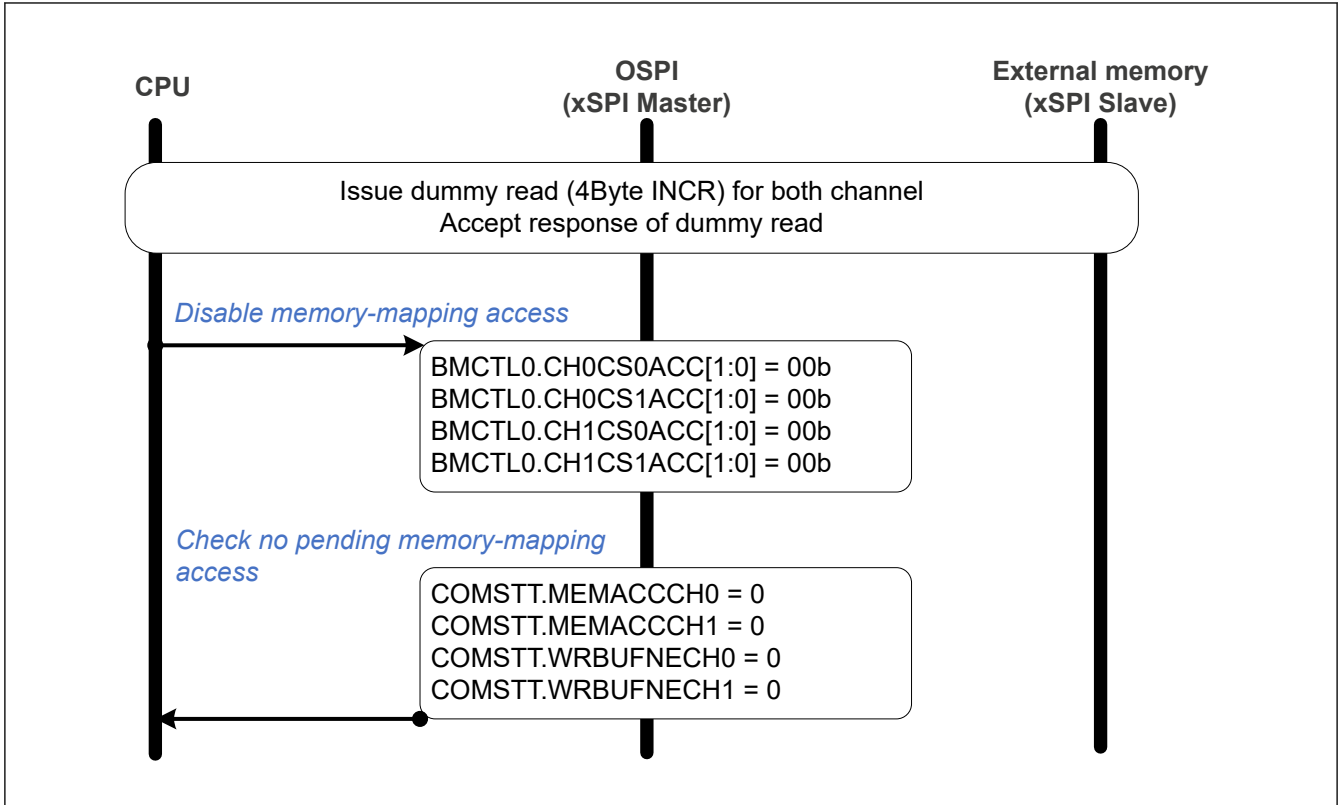 CPU
OSPI
(xSPI Master)
External memory
(xSPI Slave)
Issue dummy read (4Byte INCR) for both channel
Accept response of dummy read
Disable memory-mapping access
BMCTL0.CH0CS0ACC[1:0] = 00b
BMCTL0.CH0CS1ACC[1:0] = 00b
BMCTL0.CH1CS0ACC[1:0] = 00b
BMCTL0.CH1CS1ACC[1:0] = 00b
Check no pending memory-mapping
access
COMSTT.MEMACCCH0 = 0
COMSTT.MEMACCCH1 = 0
COMSTT.WRBUFNECH0 = 0
COMSTT.WRBUFNECH1 = 0